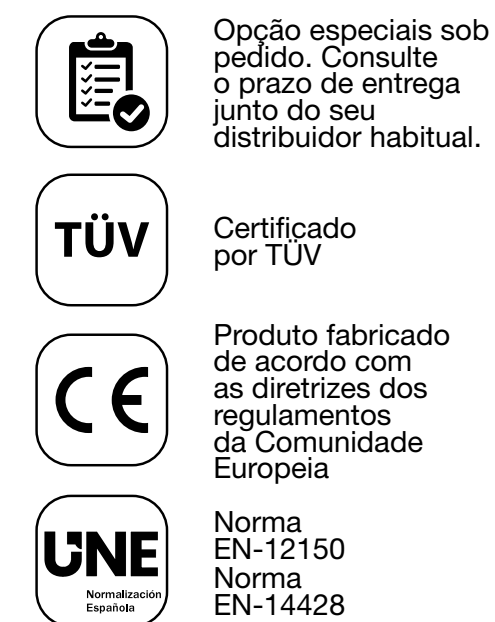 Opção especiais sob
pedido. Consulte
o prazo de entrega
junto do seu
distribuidor habitual.
TÜV
Certificado
por TÜV
CE
Produto fabricado
de acordo com
as diretrizes dos
regulamentos
da Comunidade
Europeia
UNE
Normalización
Española
Norma
EN-12150
Norma
EN-14428